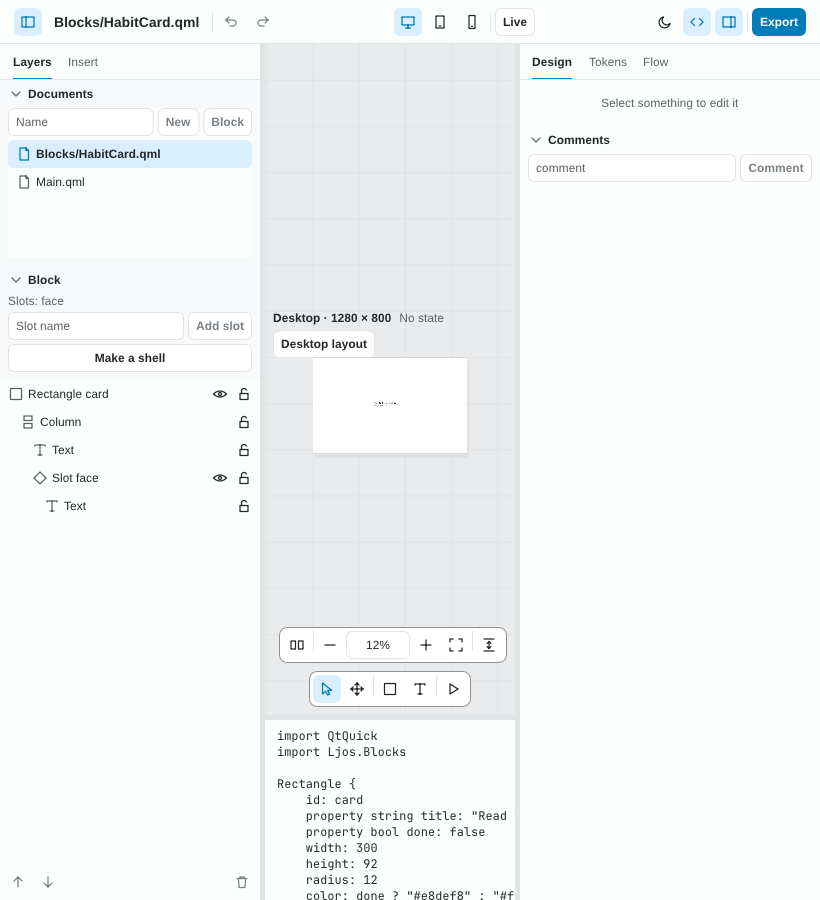 Blocks/HabitCard.qml
Live
Export
Layers
Insert
Documents
Name
New
Block
Blocks/HabitCard.qml
Main.qml
Block
Slots: face
Slot name
Add slot
Make a shell
Rectangle card
Column
Text
Slot face
Text
Desktop · 1280 × 800 No state
Desktop layout
12%
import QtQuick
import Ljos.Blocks
Rectangle {
id: card
property string title: "Read
property bool done: false
width: 300
height: 92
radius: 12
color: done ? "#e8def8" : "#f
Design
Tokens
Flow
Select something to edit it
Comments
comment
Comment